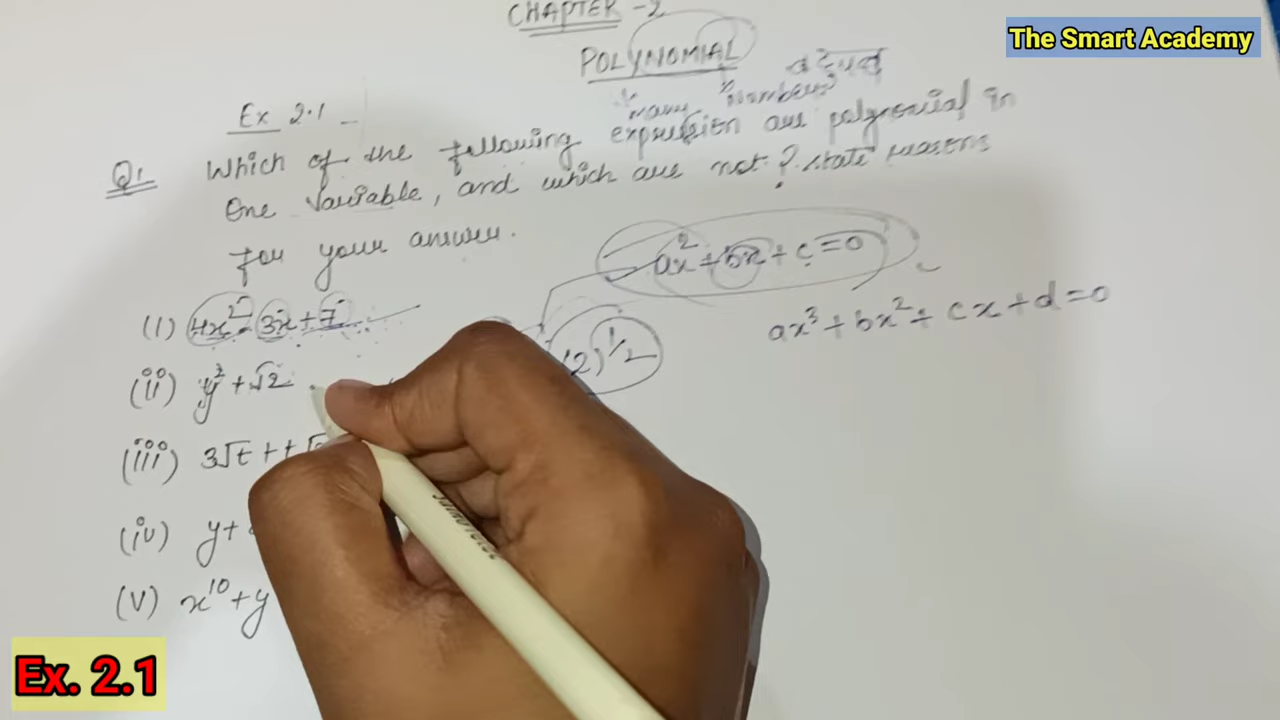 CHAPTER - 2
The Smart Academy
POLYNOMIAL
many Numbers
Ex 2.1 -
Q1 Which of the following expression are polynomial in
One Variable, and which are not? state reasons
for your answer.
ax² + bx + c = 0
(i) 4x² - 3x + 7
ax³ + bx² + cx + d = 0
(2)^1/2
(ii) y² + √2
(iii) 3√t + t√
(iv) y +
(V) x¹⁰ + y
Ex. 2.1